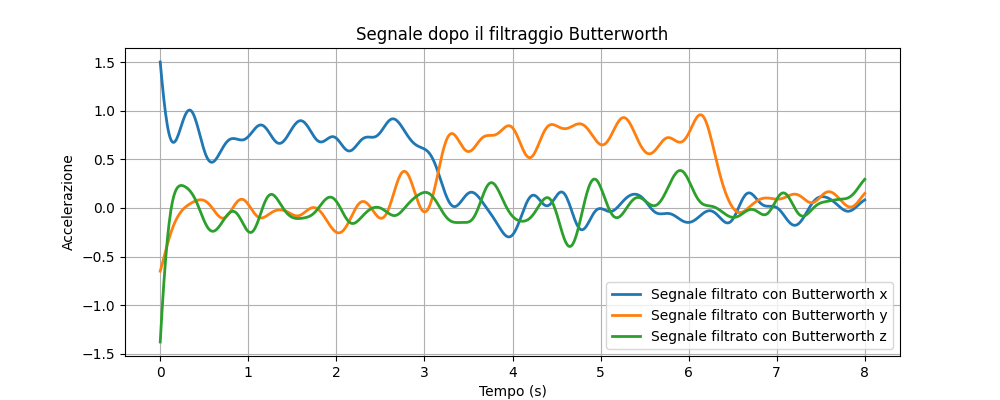 Segnale dopo il filtraggio Butterworth
Accelerazione
1.5
1.0
0.5
0.0
−0.5
−1.0
−1.5
Segnale filtrato con Butterworth x
Segnale filtrato con Butterworth y
Segnale filtrato con Butterworth z
0 1 2 3 4 5 6 7 8
Tempo (s)